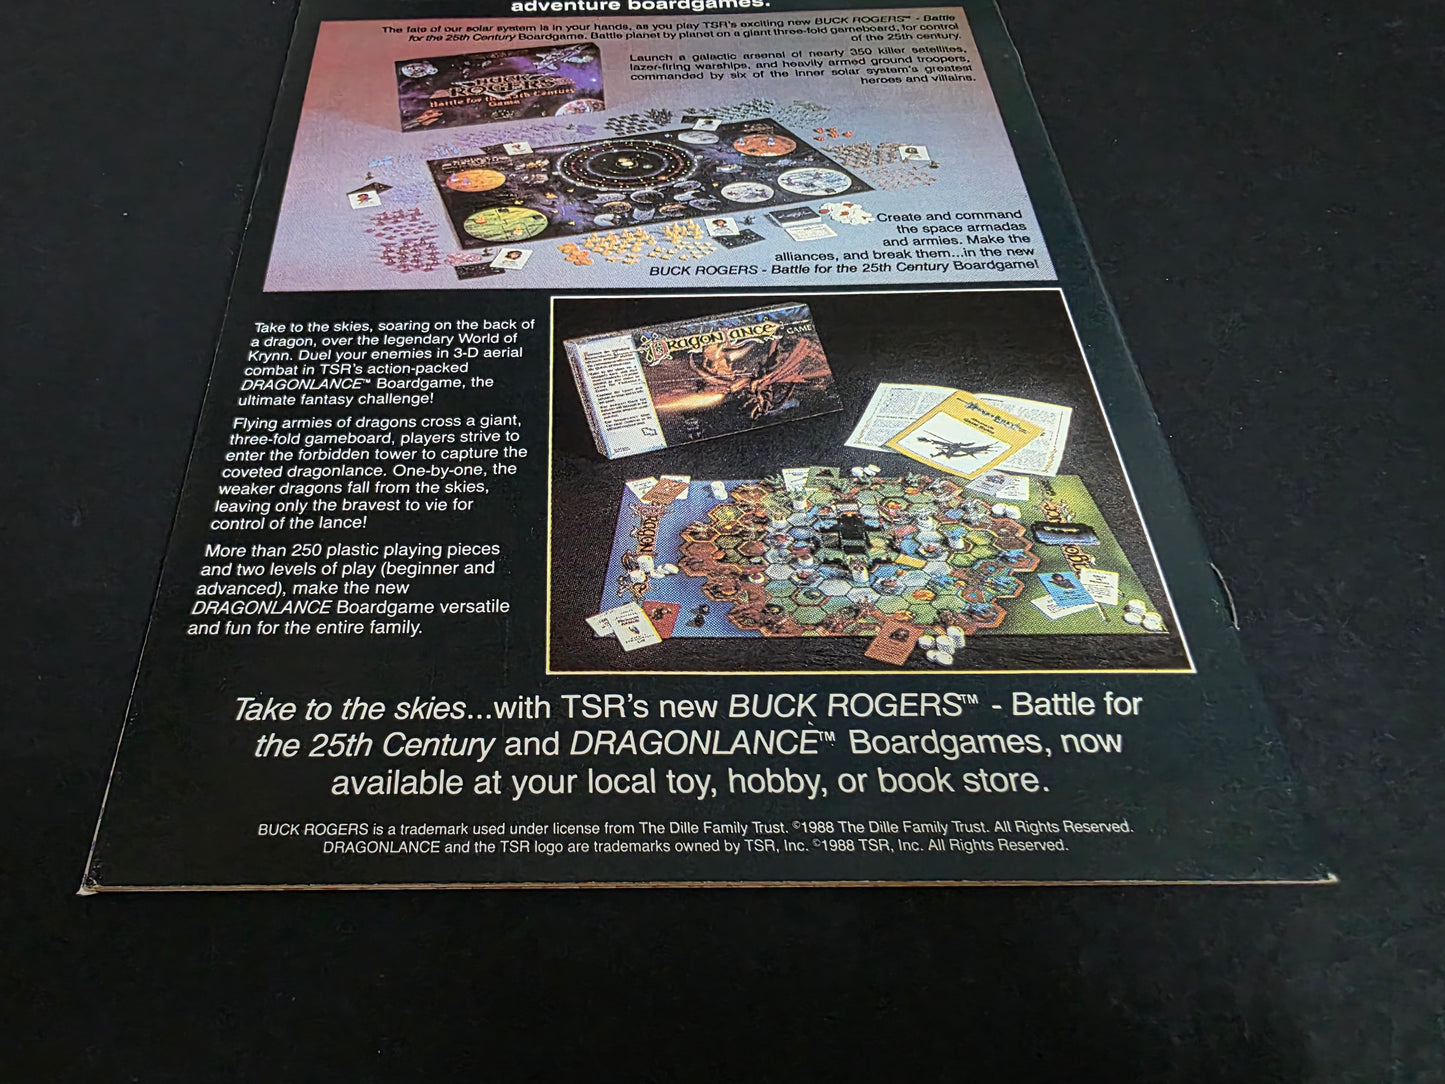 adventure boardgames.
The fate of our solar system is in your hands, as you play TSR's exciting new BUCK ROGERS™ - Battle
for the 25th Century Boardgame. Battle planet by planet on a giant three-fold gameboard, for control
of the 25th century.
Launch a galactic arsenal of nearly 350 killer satellites,
lazer-firing warships, and heavily armed ground troopers,
commanded by six of the inner solar system's greatest
heroes and villains.
BUCK
ROGERS
Battle for the 25th Century
Game
Create and command
the space armadas
and armies. Make the
alliances, and break them...in the new
BUCK ROGERS - Battle for the 25th Century Boardgame!
Take to the skies, soaring on the back of
a dragon, over the legendary World of
Krynn. Duel your enemies in 3-D aerial
combat in TSR's action-packed
DRAGONLANCE™ Boardgame, the
ultimate fantasy challenge!
Flying armies of dragons cross a giant,
three-fold gameboard, players strive to
enter the forbidden tower to capture the
coveted dragonlance. One-by-one, the
weaker dragons fall from the skies,
leaving only the bravest to vie for
control of the lance!
More than 250 plastic playing pieces
and two levels of play (beginner and
advanced), make the new
DRAGONLANCE Boardgame versatile
and fun for the entire family.
DRAGONLANCE
GAME
Take to the skies...with TSR's new BUCK ROGERS™ - Battle for
the 25th Century and DRAGONLANCE™ Boardgames, now
available at your local toy, hobby, or book store.
BUCK ROGERS is a trademark used under license from The Dille Family Trust. ©1988 The Dille Family Trust. All Rights Reserved.
DRAGONLANCE and the TSR logo are trademarks owned by TSR, Inc. ©1988 TSR, Inc. All Rights Reserved.